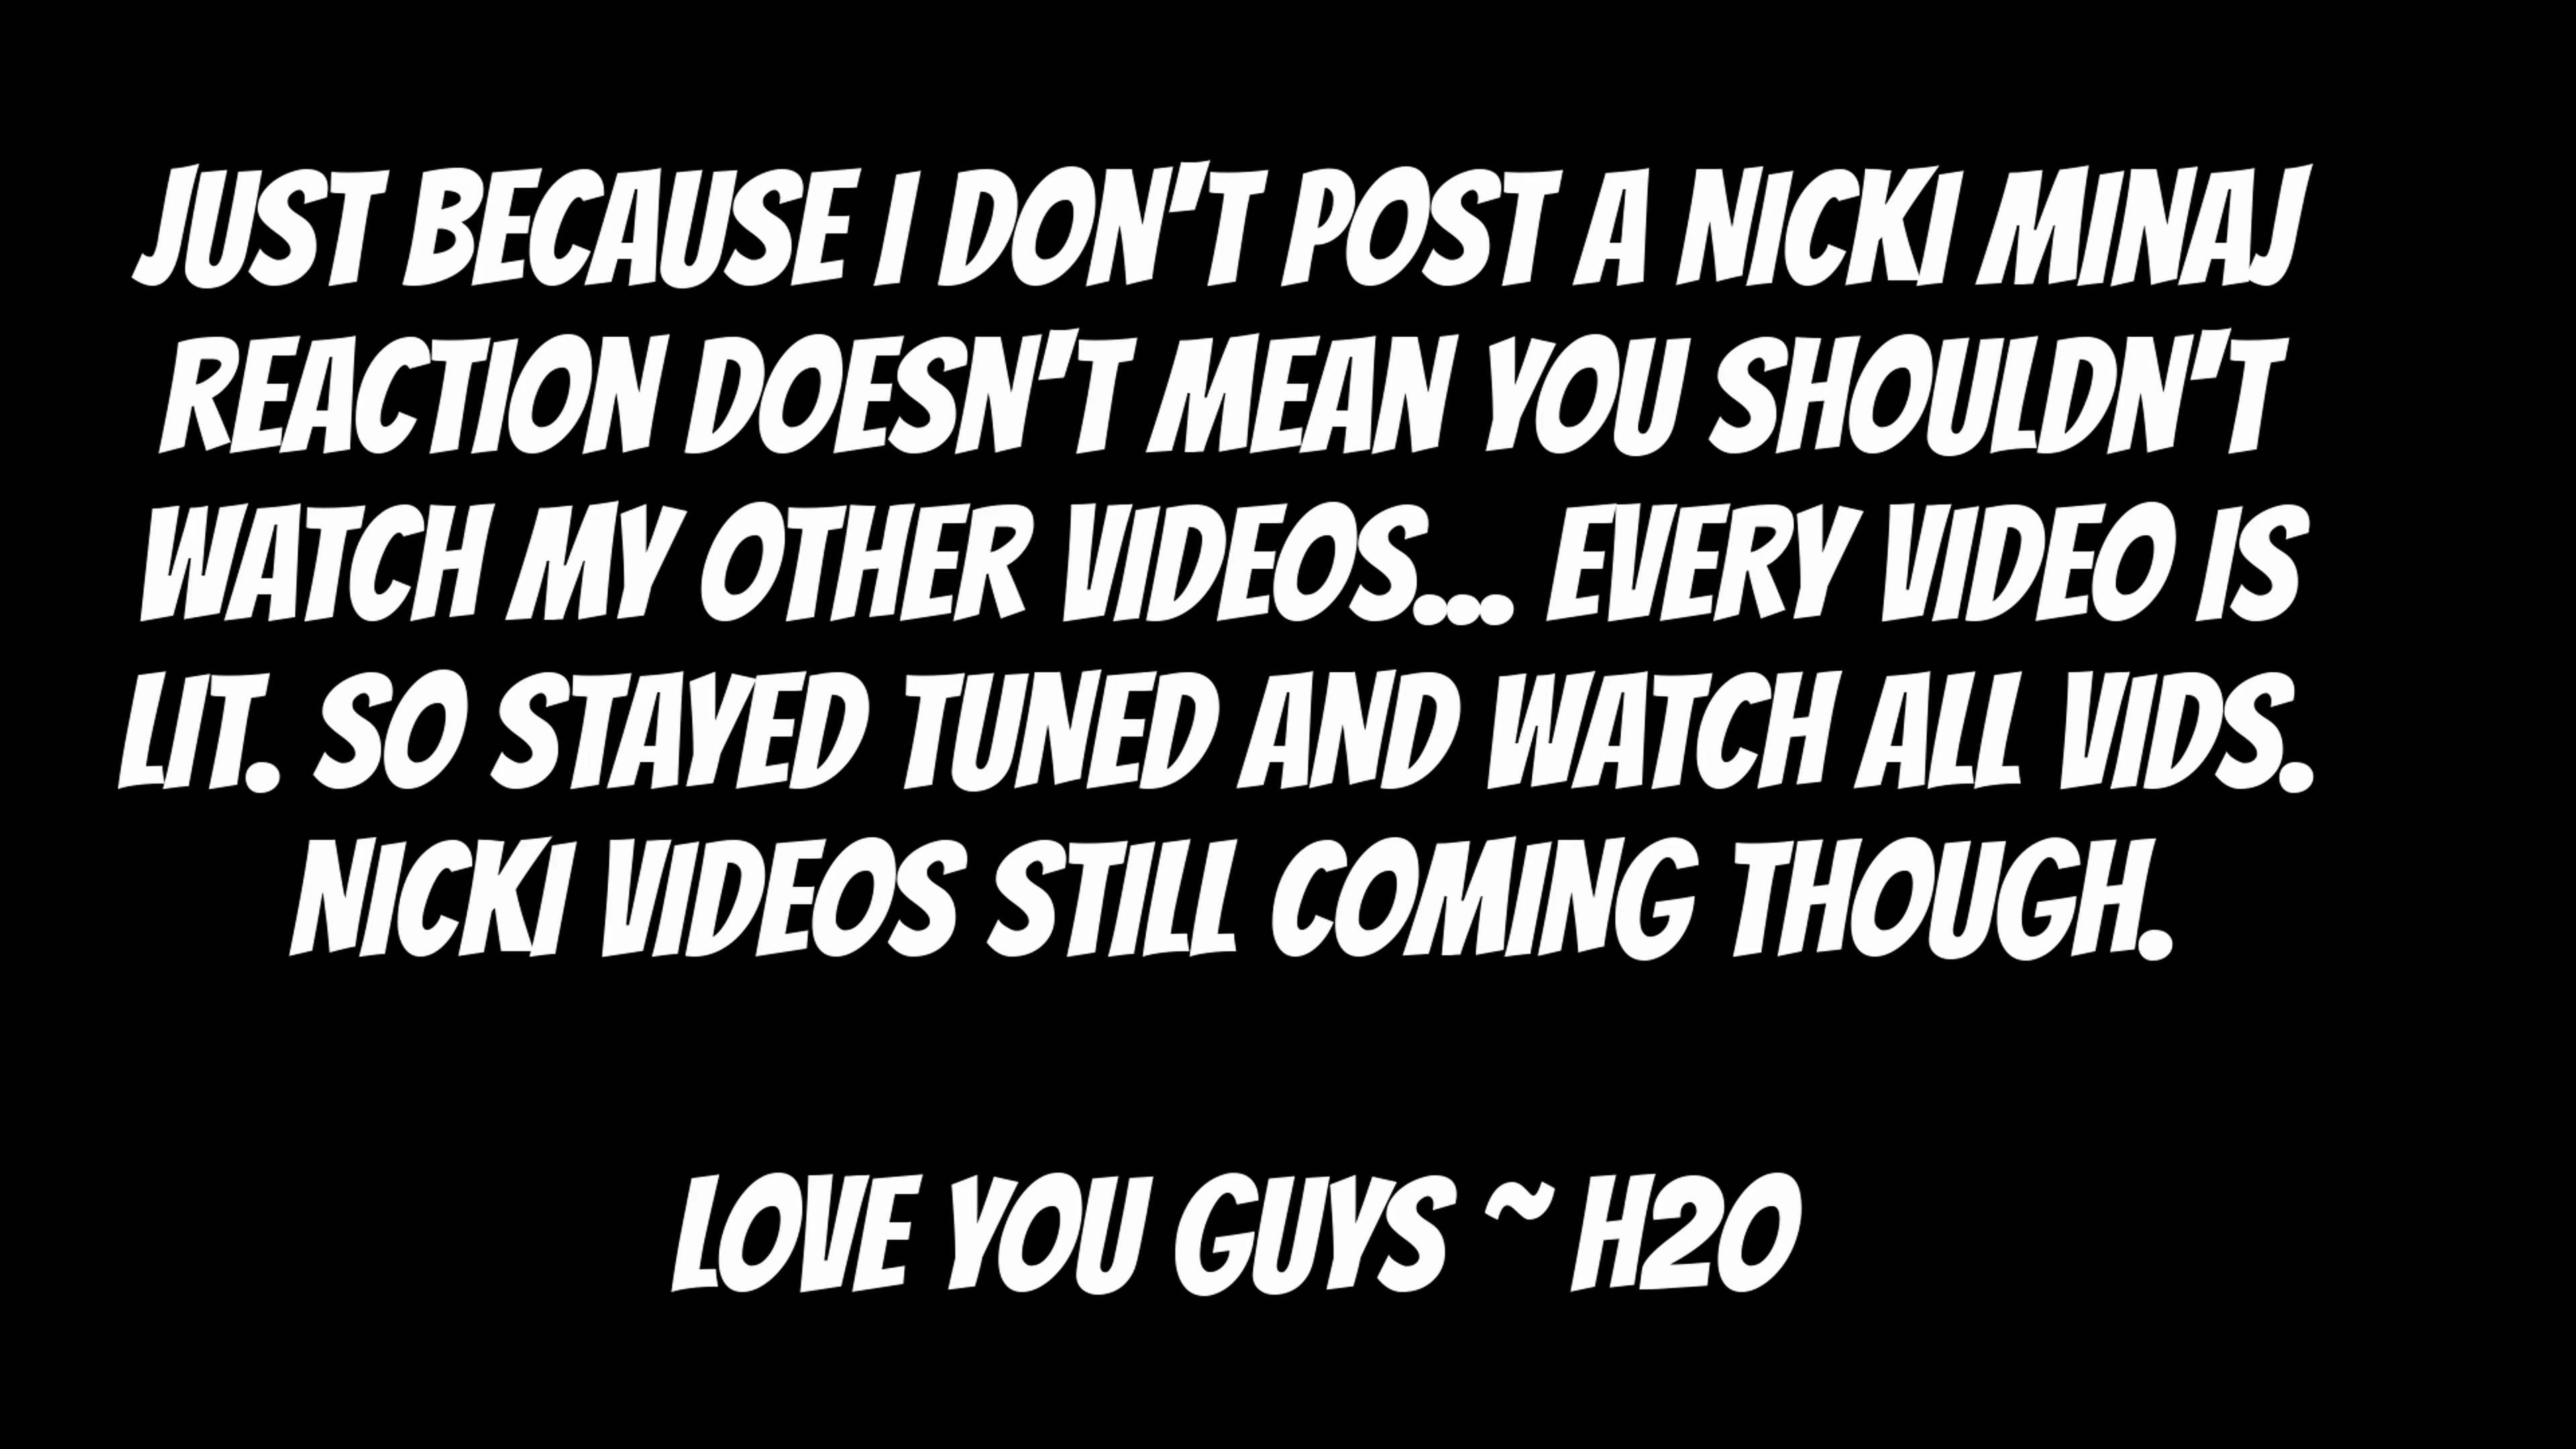 JUST BECAUSE I DON'T POST A NICKI MINAJ
REACTION DOESN'T MEAN YOU SHOULDN'T
WATCH MY OTHER VIDEOS... EVERY VIDEO IS
LIT. SO STAYED TUNED AND WATCH ALL VIDS.
NICKI VIDEOS STILL COMING THOUGH.
LOVE YOU GUYS ~ H2O